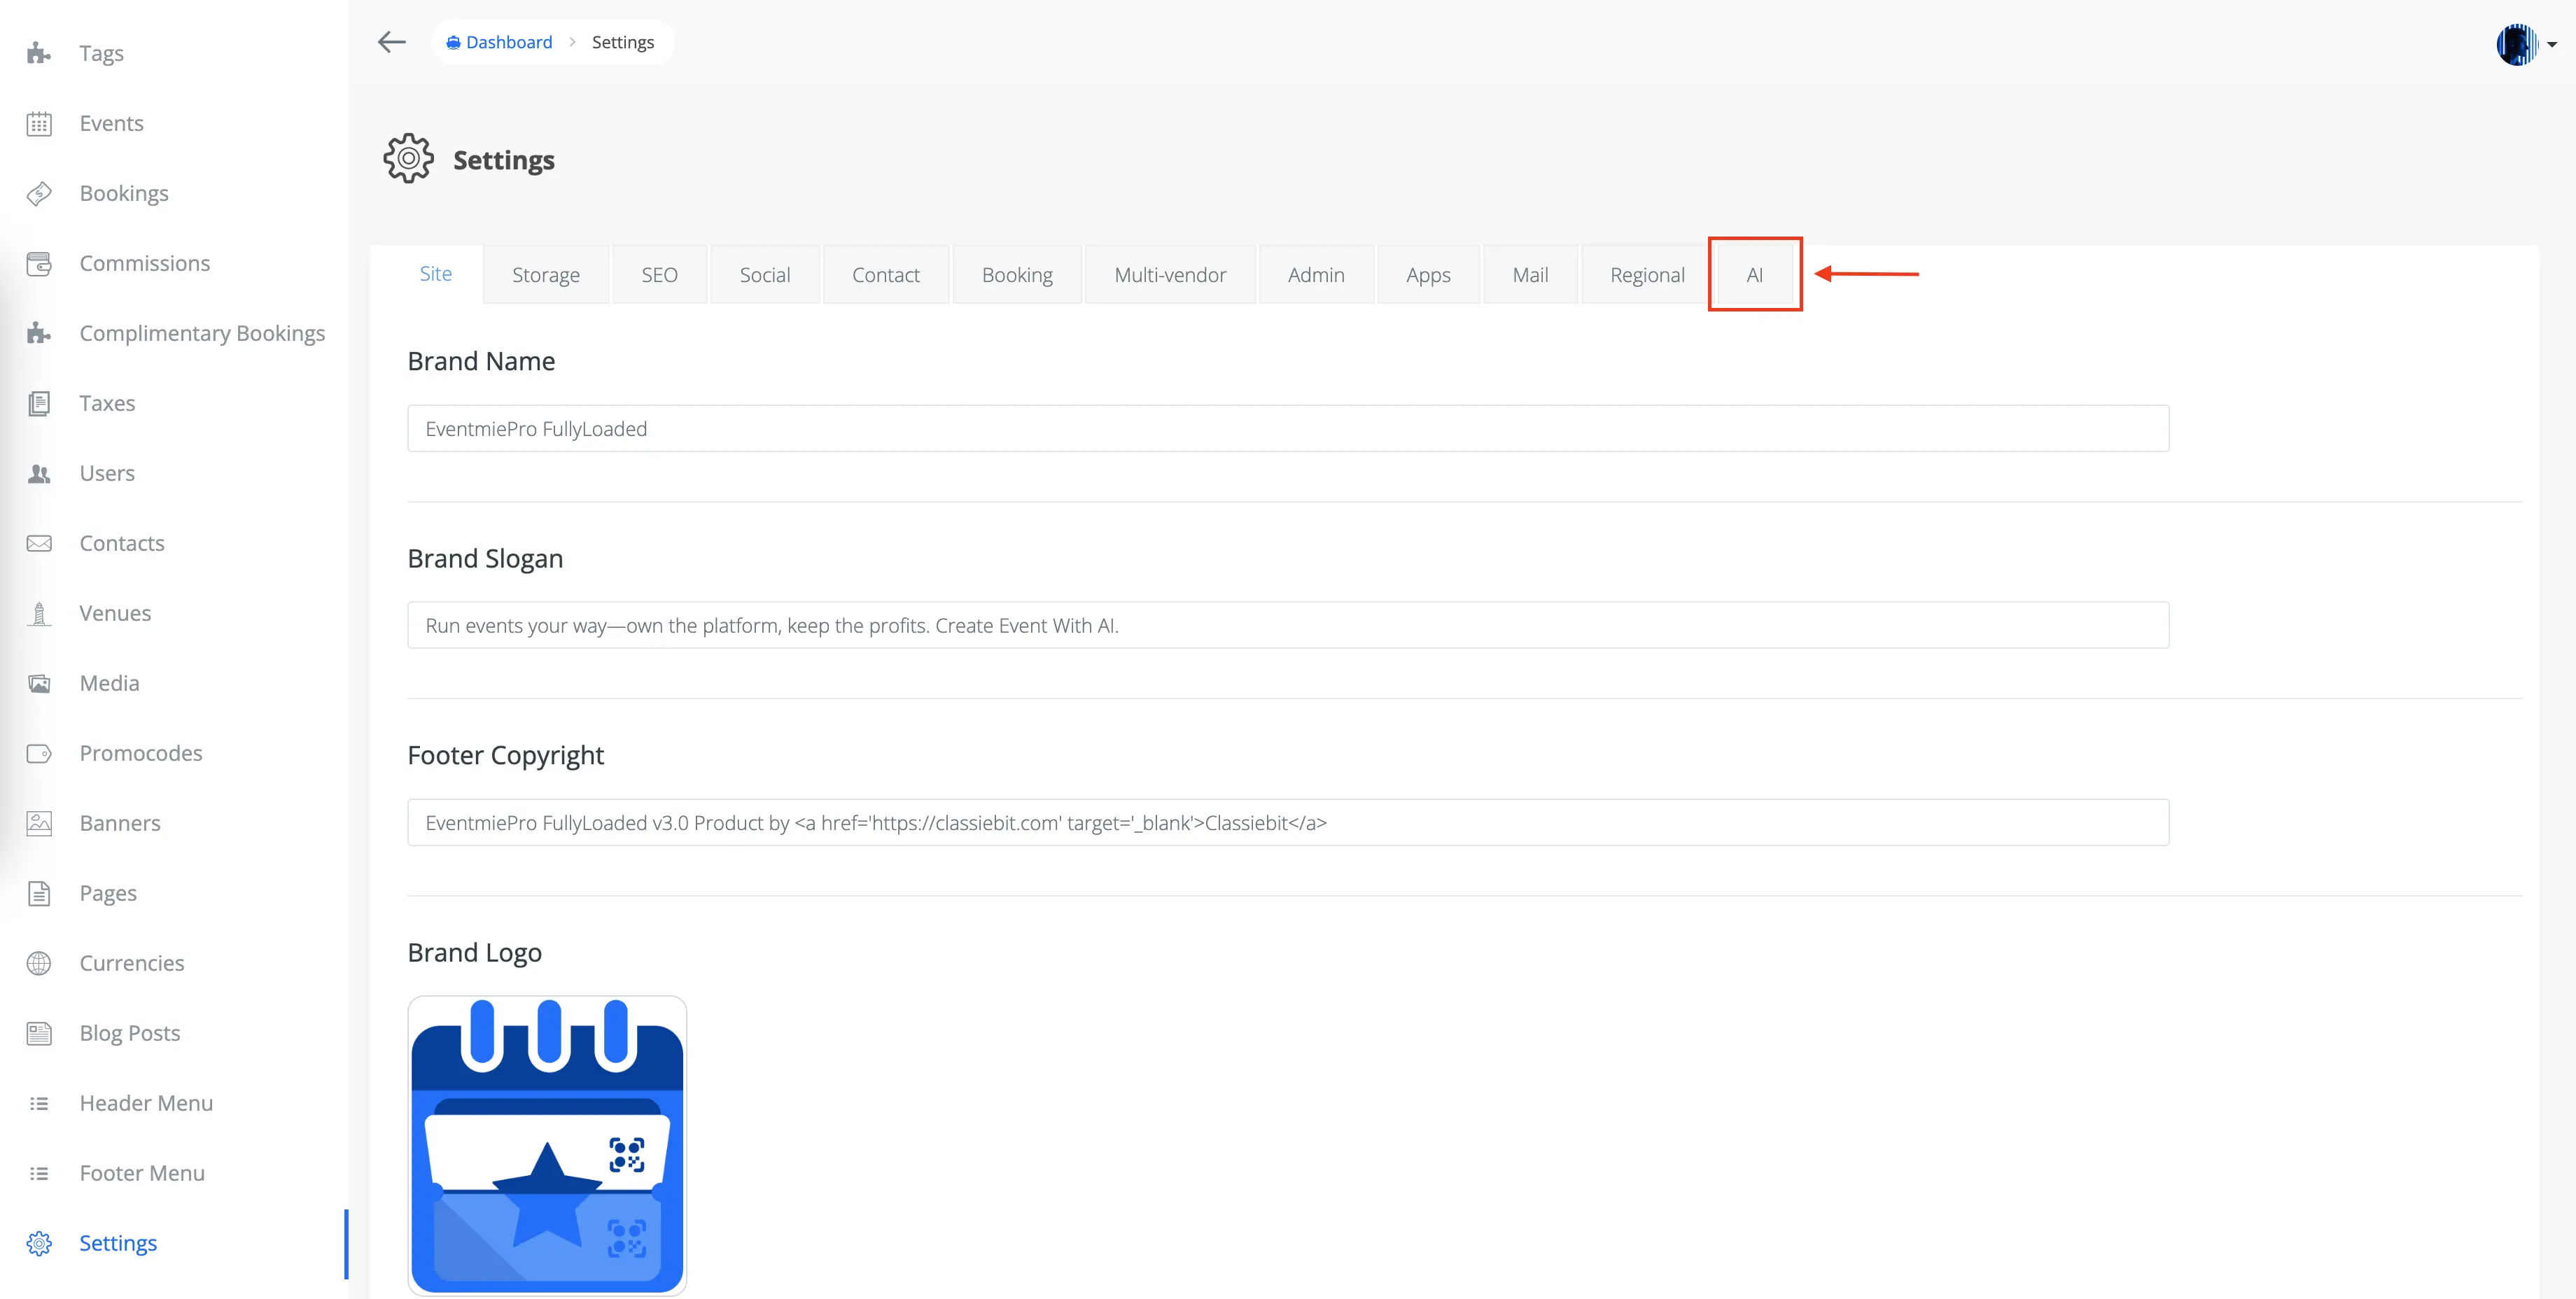 Tags
Events
Bookings
Commissions
Complimentary Bookings
Taxes
Users
Contacts
Venues
Media
Promocodes
Banners
Pages
Currencies
Blog Posts
Header Menu
Footer Menu
Settings
Dashboard > Settings
Settings
Site Storage SEO Social Contact Booking Multi-vendor Admin Apps Mail Regional AI
Brand Name
EventmiePro FullyLoaded
Brand Slogan
Run events your way—own the platform, keep the profits. Create Event With AI.
Footer Copyright
EventmiePro FullyLoaded v3.0 Product by <a href='https://classiebit.com' target='_blank'>Classiebit</a>
Brand Logo